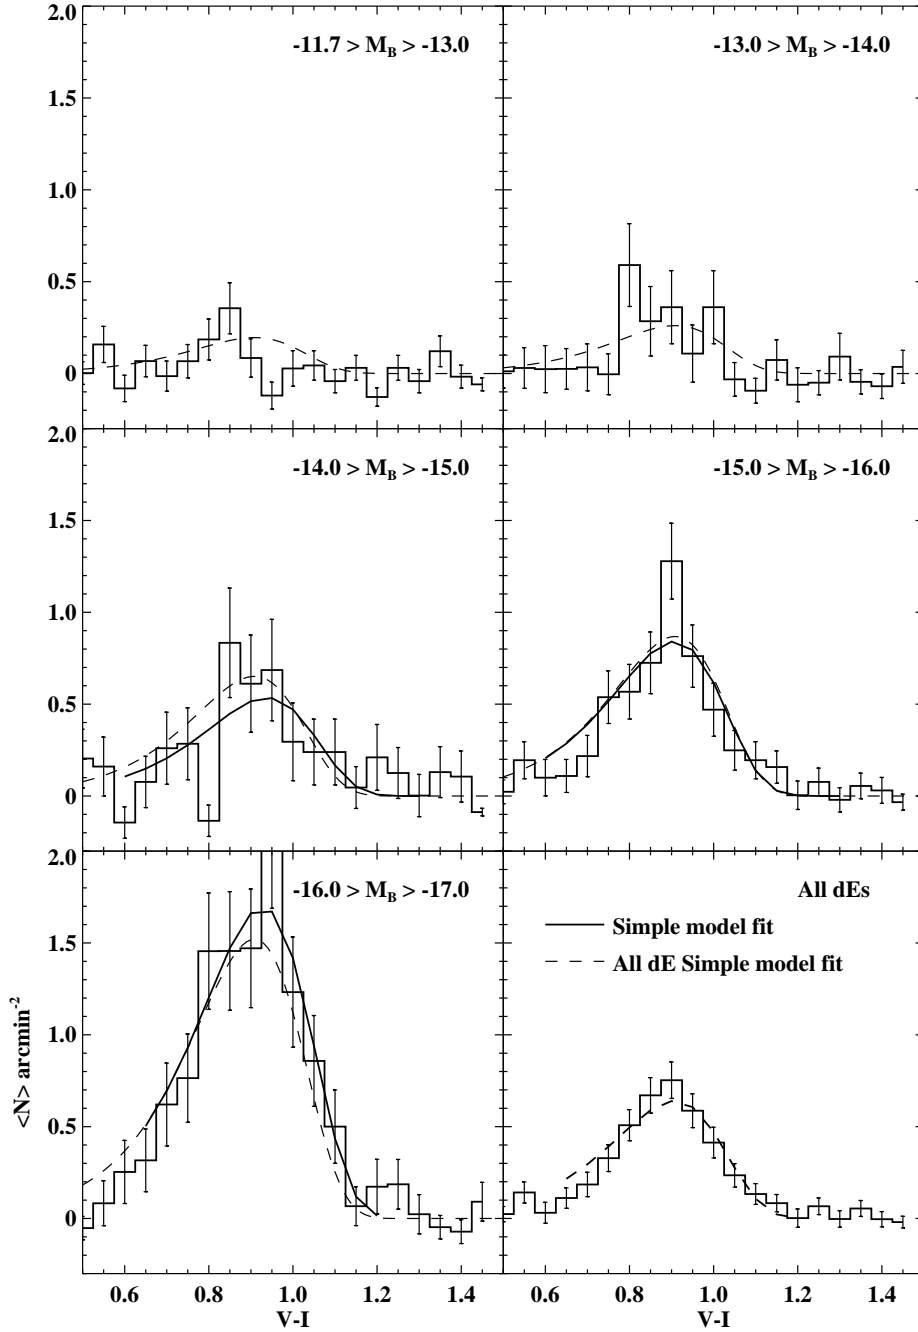 2.0
-11.7 > M_B > -13.0
-13.0 > M_B > -14.0
1.5
1.0
0.5
0
2.0
-14.0 > M_B > -15.0
-15.0 > M_B > -16.0
1.5
1.0
0.5
0
2.0
-16.0 > M_B > -17.0
All dEs
Simple model fit
All dE Simple model fit
1.5
1.0
0.5
0
<N> arcmin^-2
0.6 0.8 1.0 1.2 1.4
0.6 0.8 1.0 1.2 1.4
V-I
V-I